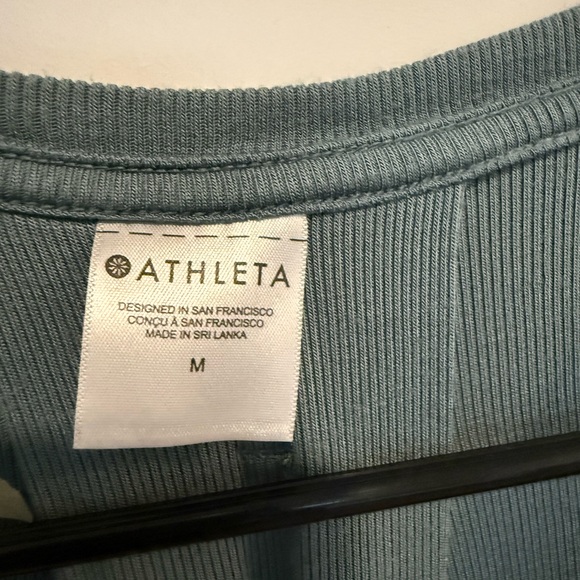 ATHLETA
DESIGNED IN SAN FRANCISCO
CONÇU À SAN FRANCISCO
MADE IN SRI LANKA
M